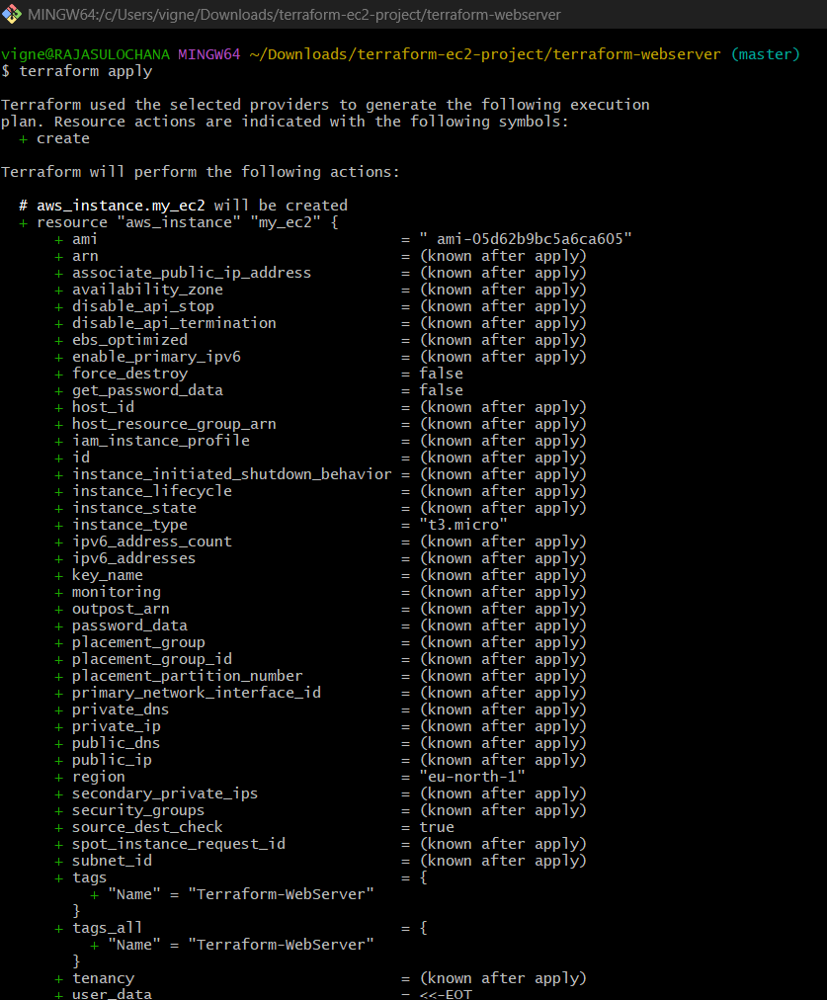 MINGW64:/c/Users/vigne/Downloads/terraform-ec2-project/terraform-webserver
vigne@RAJASULOCHANA MINGW64 ~/Downloads/terraform-ec2-project/terraform-webserver (master)
$ terraform apply
Terraform used the selected providers to generate the following execution
plan. Resource actions are indicated with the following symbols:
+ create
Terraform will perform the following actions:
# aws_instance.my_ec2 will be created
+ resource "aws_instance" "my_ec2" {
+ ami = " ami-05d62b9bc5a6ca605"
+ arn = (known after apply)
+ associate_public_ip_address = (known after apply)
+ availability_zone = (known after apply)
+ disable_api_stop = (known after apply)
+ disable_api_termination = (known after apply)
+ ebs_optimized = (known after apply)
+ enable_primary_ipv6 = (known after apply)
+ force_destroy = false
+ get_password_data = false
+ host_id = (known after apply)
+ host_resource_group_arn = (known after apply)
+ iam_instance_profile = (known after apply)
+ id = (known after apply)
+ instance_initiated_shutdown_behavior = (known after apply)
+ instance_lifecycle = (known after apply)
+ instance_state = (known after apply)
+ instance_type = "t3.micro"
+ ipv6_address_count = (known after apply)
+ ipv6_addresses = (known after apply)
+ key_name = (known after apply)
+ monitoring = (known after apply)
+ outpost_arn = (known after apply)
+ password_data = (known after apply)
+ placement_group = (known after apply)
+ placement_group_id = (known after apply)
+ placement_partition_number = (known after apply)
+ primary_network_interface_id = (known after apply)
+ private_dns = (known after apply)
+ private_ip = (known after apply)
+ public_dns = (known after apply)
+ public_ip = (known after apply)
+ region = "eu-north-1"
+ secondary_private_ips = (known after apply)
+ security_groups = (known after apply)
+ source_dest_check = true
+ spot_instance_request_id = (known after apply)
+ subnet_id = (known after apply)
+ tags = {
+ "Name" = "Terraform-WebServer"
}
+ tags_all = {
+ "Name" = "Terraform-WebServer"
}
+ tenancy = (known after apply)
+ user_data = <<-EOT